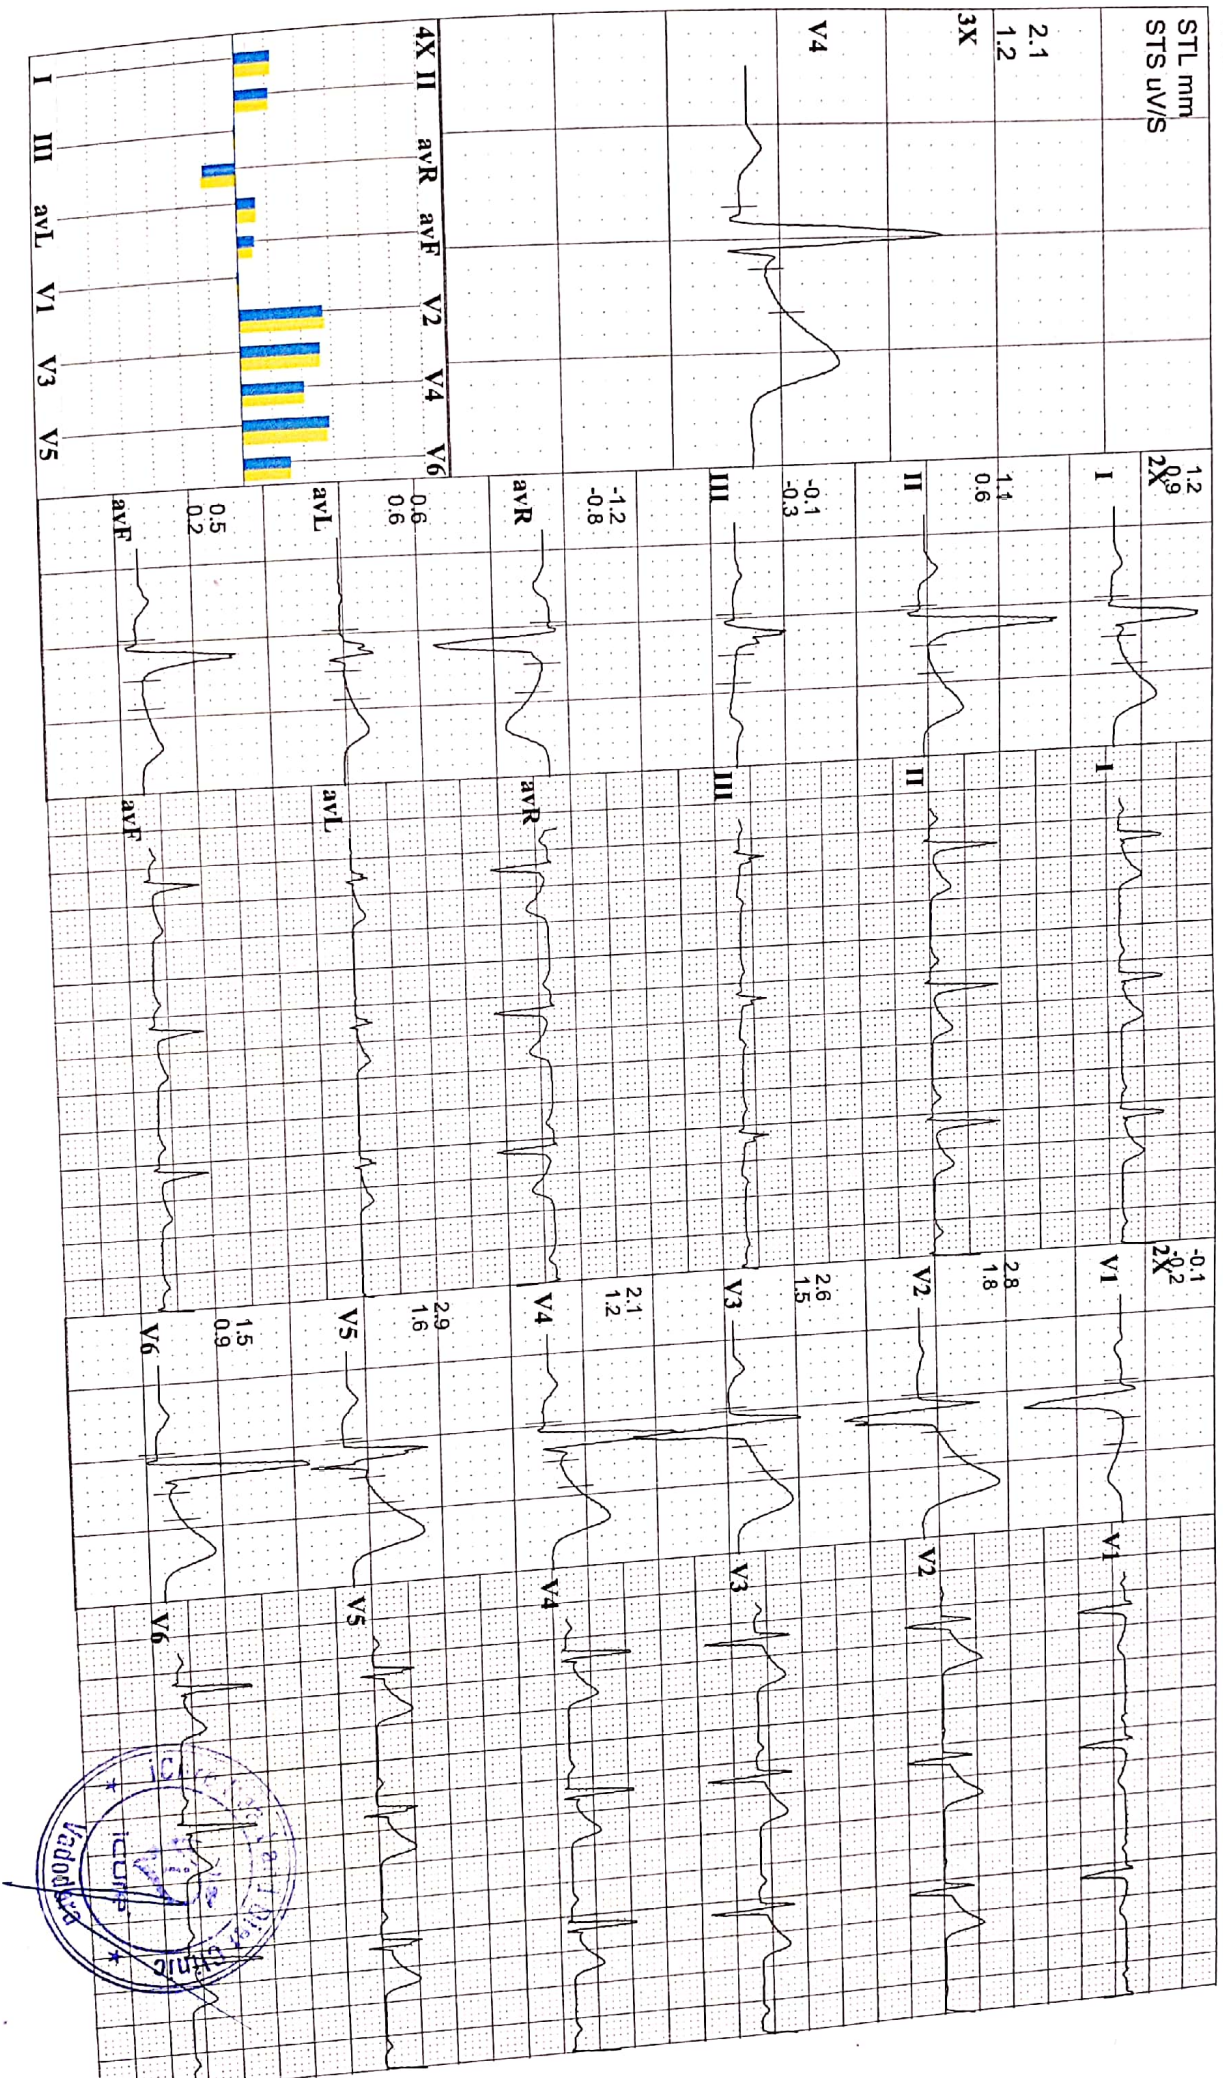 STL mm
STS uV/S
2.1
1.2
3X
V4
4X II avR avF V2 V4 V6
I III avL V1 V3 V5
1.2
0.9
2X
I
1.1
0.6
II
-0.1
-0.3
III
-1.2
-0.8
avR
0.6
0.6
avL
0.5
0.2
avF
I
II
III
avR
avL
avF
-0.1
-0.2
2X
V1
2.8
1.8
V2
2.6
1.5
V3
2.1
1.2
V4
2.9
1.6
V5
1.5
0.9
V6
V1
V2
V3
V4
V5
V6
Clinic